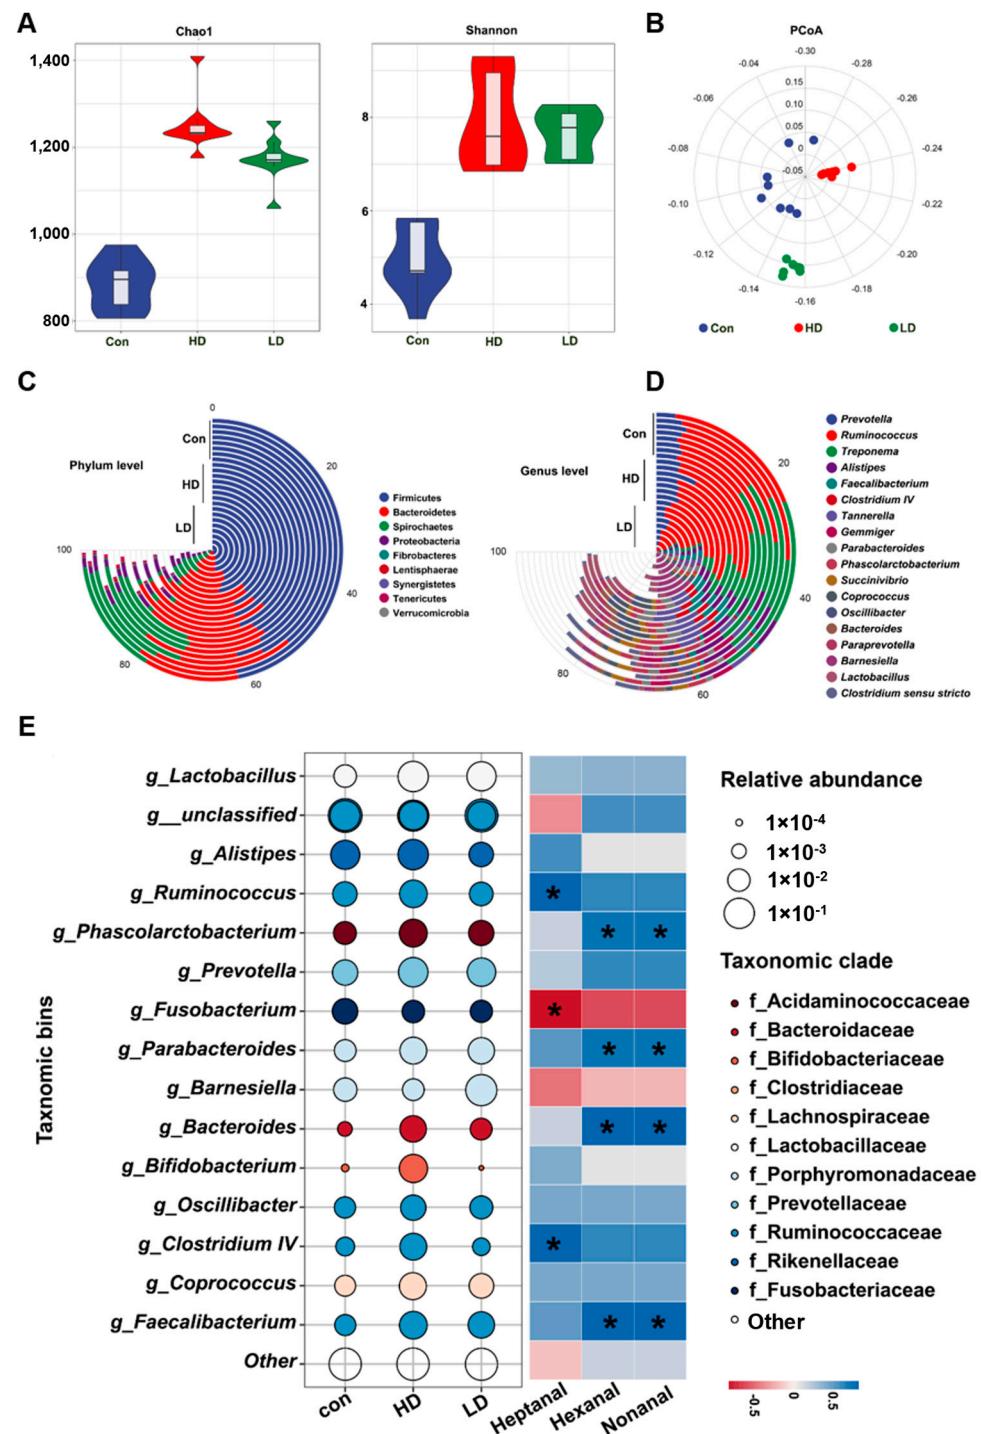 A
Chao1
1,400
1,200
1,000
800
Con
HD
LD
Shannon
8
6
4
Con
HD
LD
B
PCoA
-0.30
-0.04
-0.28
-0.06
0.15
-0.26
0.10
0.05
-0.08
0
-0.24
-0.05
-0.10
-0.22
-0.12
-0.20
-0.14
-0.18
-0.16
Con
HD
LD
C
0
Con
Phylum level
20
HD
LD
100
40
80
60
Firmicutes
Bacteroidetes
Spirochaetes
Proteobacteria
Fibrobacteres
Lentisphaerae
Synergistetes
Tenericutes
Verrucomicrobia
D
Con
Genus level
20
HD
LD
100
40
80
60
Prevotella
Ruminococcus
Treponema
Alistipes
Faecalibacterium
Clostridium IV
Tannerella
Gemmiger
Parabacteroides
Phascolarctobacterium
Succinivibrio
Coprococcus
Oscillibacter
Bacteroides
Paraprevotella
Barnesiella
Lactobacillus
Clostridium sensu stricto
E
Taxnomic bins
g_Lactobacillus
g__unclassified
g_Alistipes
g_Ruminococcus
*
g_Phascolarctobacterium
* *
g_Prevotella
g_Fusobacterium
*
g_Parabacteroides
* *
g_Barnesiella
g_Bacteroides
* *
g_Bifidobacterium
g_Oscillibacter
g_Clostridium IV
*
g_Coprococcus
g_Faecalibacterium
* *
Other
con
HD
LD
Heptanal
Hexanal
Nonanal
Relative abundance
1×10-4
1×10-3
1×10-2
1×10-1
Taxonomic clade
f_Acidaminococcaceae
f_Bacteroidaceae
f_Bifidobacteriaceae
f_Clostridiaceae
f_Lachnospiraceae
f_Lactobacillaceae
f_Porphyromonadaceae
f_Prevotellaceae
f_Ruminococcaceae
f_Rikenellaceae
f_Fusobacteriaceae
Other
-0.5
0
0.5